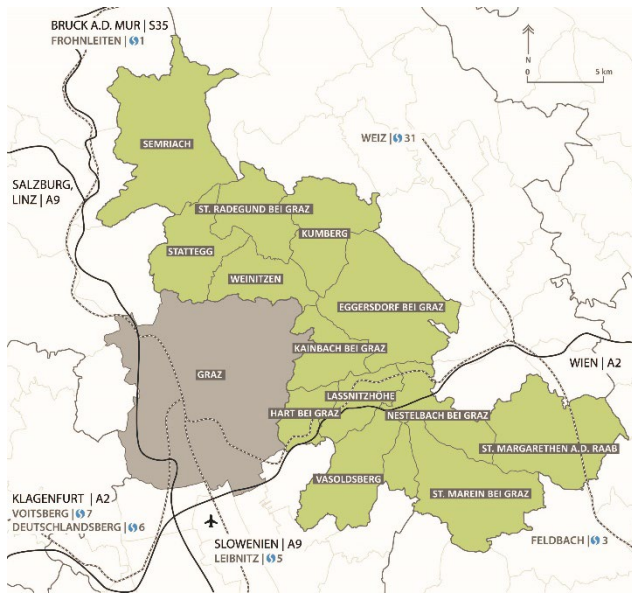 BRUCK A.D. MUR | S35
FROHNLEITEN | 1
N
0 5 km
WEIZ | 31
SEMRIACH
SALZBURG,
LINZ | A9
ST. RADEGUND BEI GRAZ
KUMBERG
STATTEGG
WEINITZEN
EGGERSDORF BEI GRAZ
KAINBACH BEI GRAZ
WIEN | A2
GRAZ
LASSNITZHÖHE
HART BEI GRAZ
NESTELBACH BEI GRAZ
ST. MARGARETHEN A.D. RAAB
VASOLDSBERG
ST. MAREIN BEI GRAZ
KLAGENFURT | A2
VOITSBERG | 7
DEUTSCHLANDSBERG | 6
SLOWENIEN | A9
LEIBNITZ | 5
FELDBACH | 3